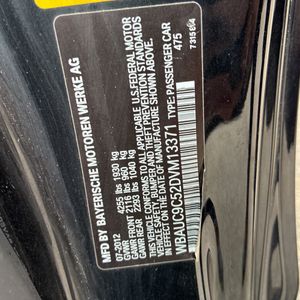 MFD BY BAYERISCHE MOTOREN WERKE AG
07-2012
GVWR 4255 lbs 1930 kg
GAWR FRONT 2116 lbs 960 kg
GAWR REAR 2293 lbs 1040 kg
THIS VEHICLE CONFORMS TO ALL APPLICABLE U.S. FEDERAL MOTOR
VEHICLE SAFETY, BUMPER, AND THEFT PREVENTION STANDARDS
IN EFFECT ON THE DATE OF MANUFACTURE SHOWN ABOVE.
WBAUC9C52DVM13371 TYPE: PASSENGER CAR
475